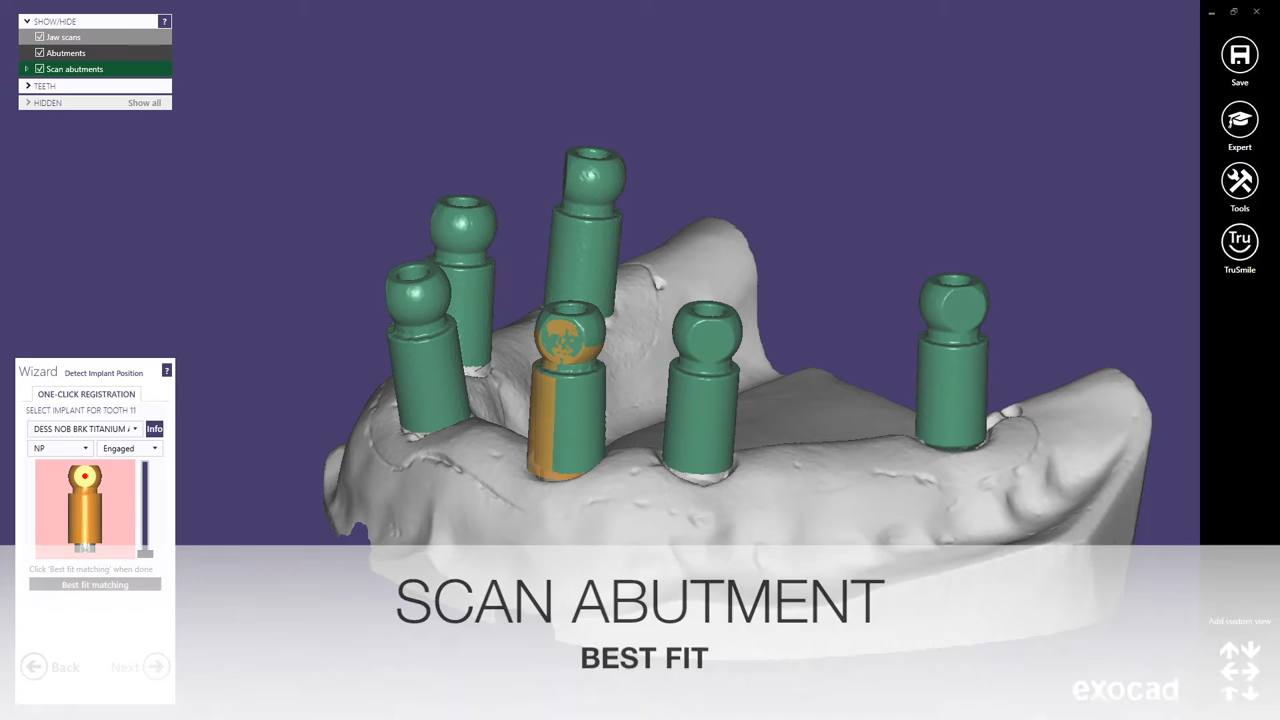 SHOW/HIDE ?
Jaw scans
Abutments
Scan abutments
TEETH
HIDDEN Show all
Save
Expert
Tools
Tru
TruSmile
Wizard Detect Implant Position ?
ONE-CLICK REGISTRATION
SELECT IMPLANT FOR TOOTH 11
DESS NOB BRK TITANIUM Info
NP Engaged
Click 'Best fit matching' when done
Best fit matching
Back Next
SCAN ABUTMENT
BEST FIT
Add custom view
exocad